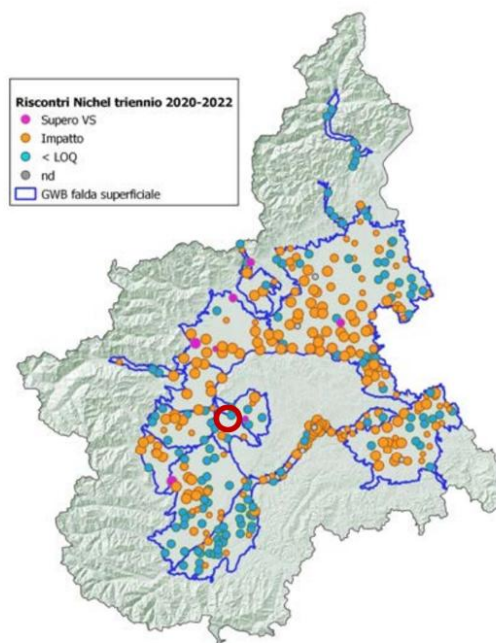 Riscontri Nichel triennio 2020-2022
Supero VS
Impatto
< LOQ
nd
GWB falda superficiale